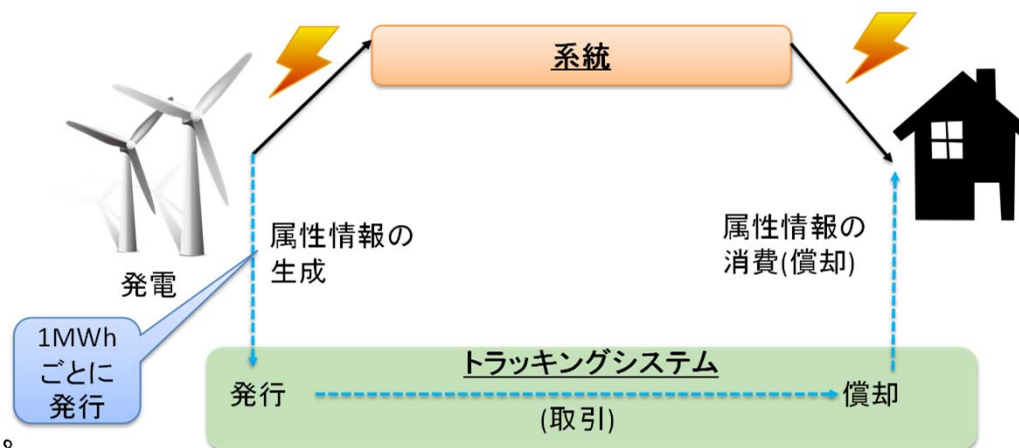 系統
発電
属性情報の
生成
属性情報の
消費(償却)
1MWh
ごとに
発行
トラッキングシステム
発行
(取引)
償却
。